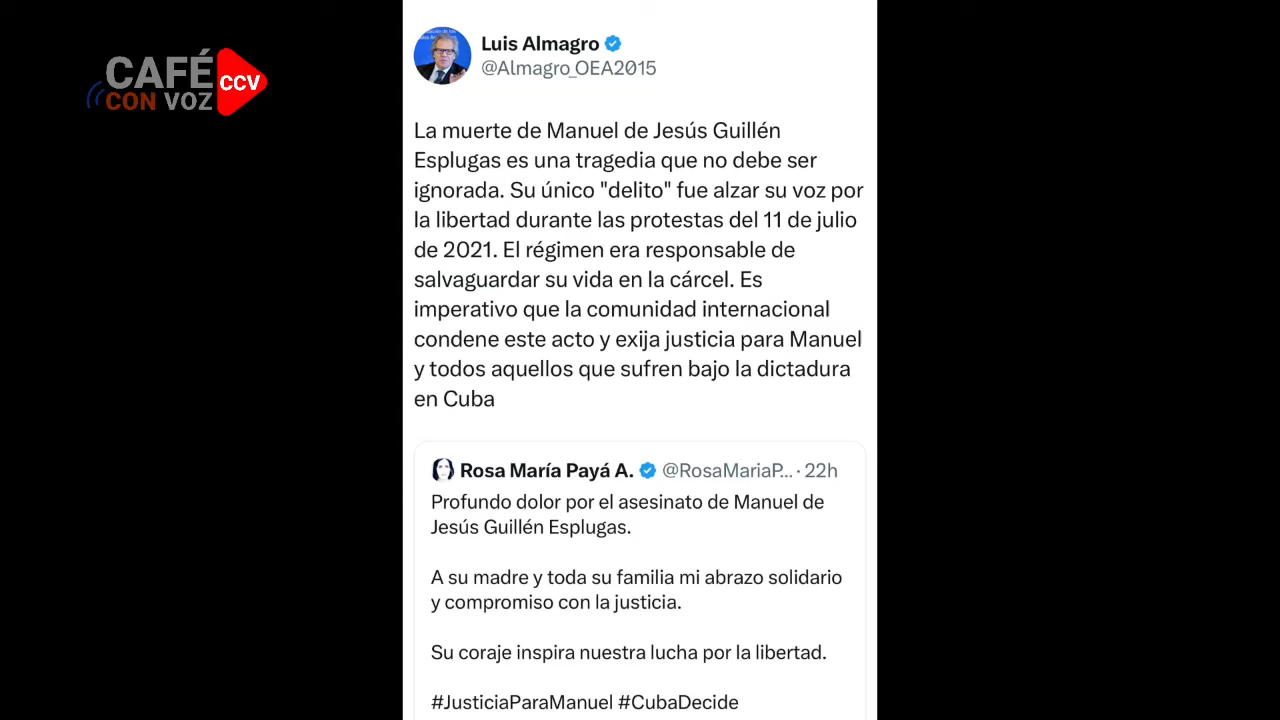 CAFÉ
CON VOZ
CCV
Luis Almagro
@Almagro_OEA2015
La muerte de Manuel de Jesús Guillén
Esplugas es una tragedia que no debe ser
ignorada. Su único "delito" fue alzar su voz por
la libertad durante las protestas del 11 de julio
de 2021. El régimen era responsable de
salvaguardar su vida en la cárcel. Es
imperativo que la comunidad internacional
condene este acto y exija justicia para Manuel
y todos aquellos que sufren bajo la dictadura
en Cuba
Rosa María Payá A. @RosaMariaP... · 22h
Profundo dolor por el asesinato de Manuel de
Jesús Guillén Esplugas.
A su madre y toda su familia mi abrazo solidario
y compromiso con la justicia.
Su coraje inspira nuestra lucha por la libertad.
#JusticiaParaManuel #CubaDecide